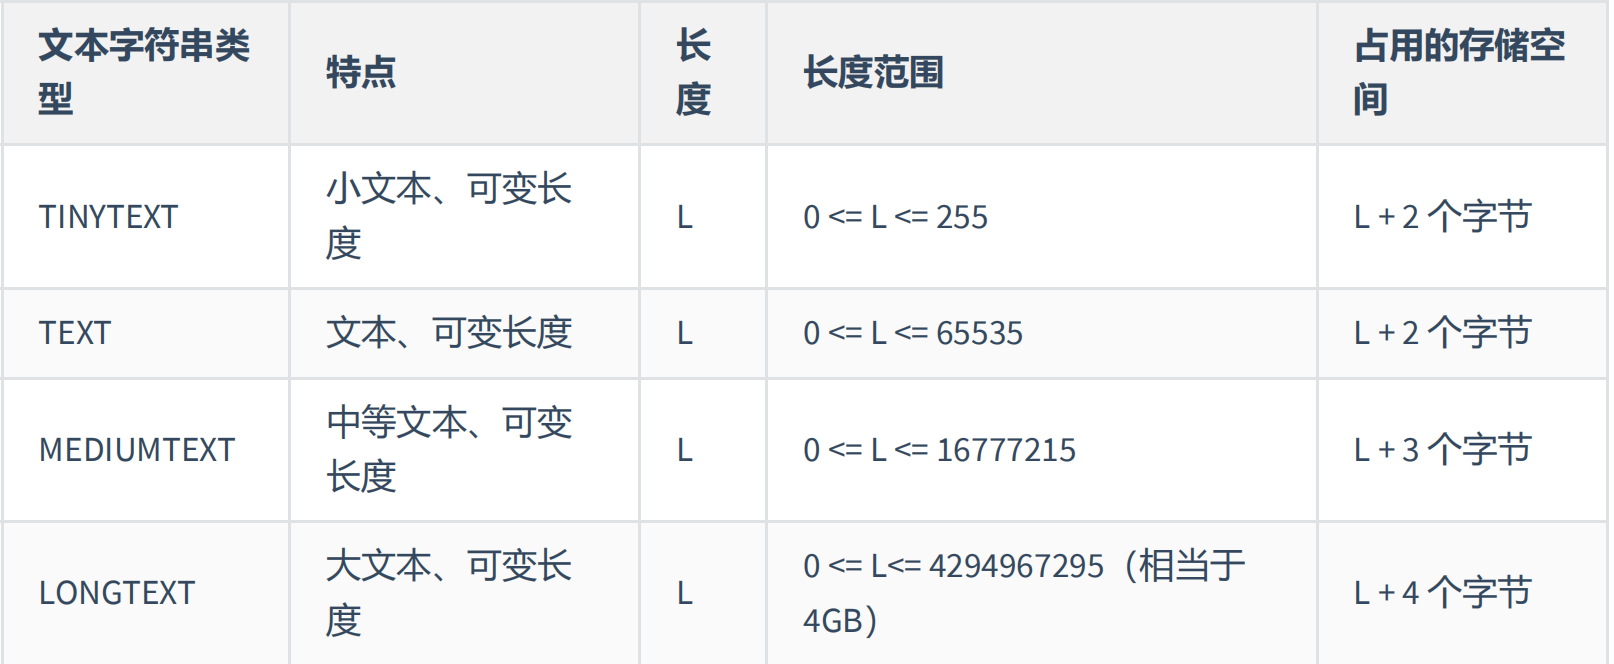 文本字符串类
型
特点
长
度
长度范围
占用的存储空
间
TINYTEXT
小文本、可变长
度
L
0 <= L <= 255
L + 2 个字节
TEXT
文本、可变长度
L
0 <= L <= 65535
L + 2 个字节
MEDIUMTEXT
中等文本、可变
长度
L
0 <= L <= 16777215
L + 3 个字节
LONGTEXT
大文本、可变长
度
L
0 <= L<= 4294967295（相当于
4GB）
L + 4 个字节